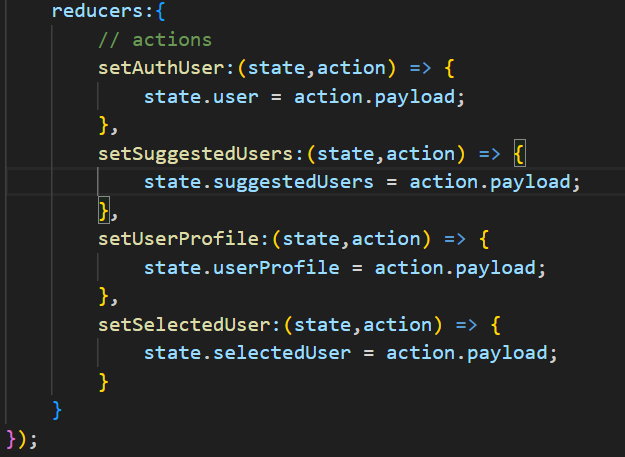 reducers:{
// actions
setAuthUser:(state,action) => {
state.user = action.payload;
},
setSuggestedUsers:(state,action) => {
state.suggestedUsers = action.payload;
},
setUserProfile:(state,action) => {
state.userProfile = action.payload;
},
setSelectedUser:(state,action) => {
state.selectedUser = action.payload;
}
}
});